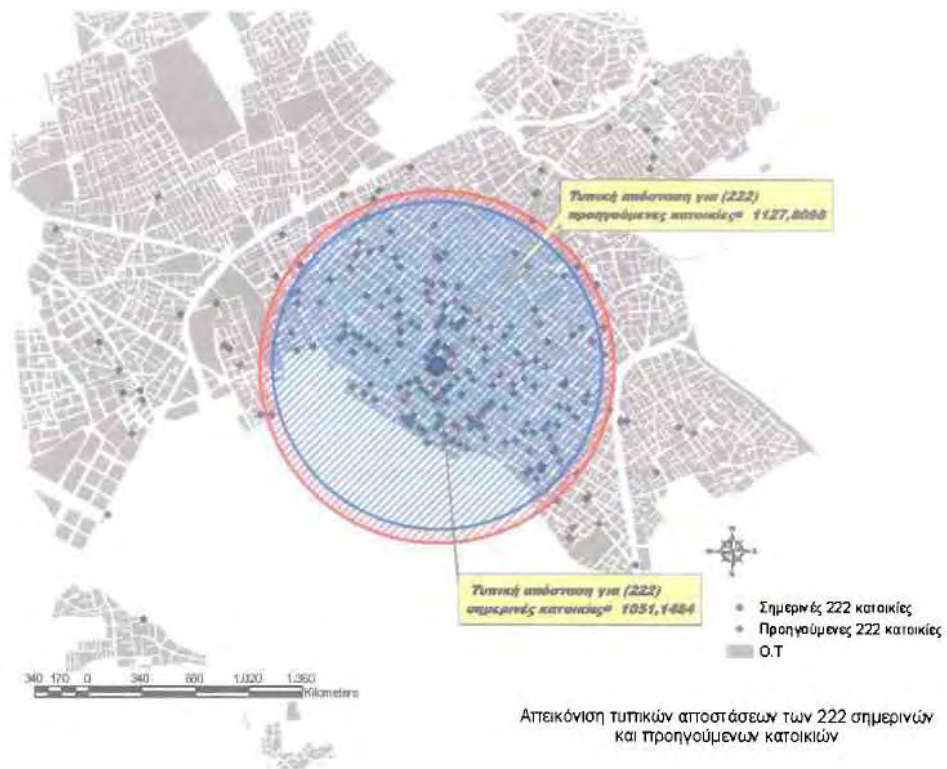 Τυπική απόσταση για (222)
προηγούμενες κατοικίες= 1127,8098
Τυπική απόσταση για (222)
σημερινές κατοικίες= 1051,1484
Σημερινές 222 κατοικίες
Προηγούμενες 222 κατοικίες
Ο.Τ
340 170 0 340 680 1.020 1.360
Kilometers
Απεικόνιση τυπικών αποστάσεων των 222 σημερινών
και προηγούμενων κατοικιών